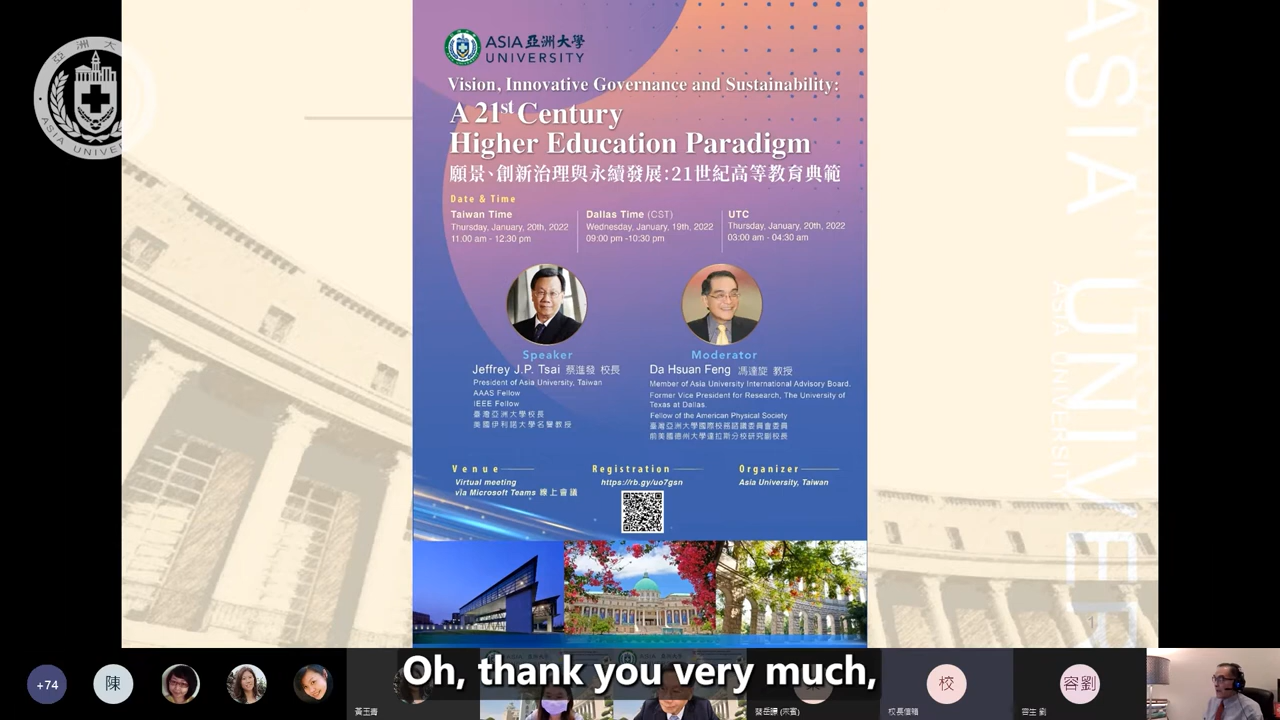 ASIA 亞洲大學
UNIVERSITY
Vision, Innovative Governance and Sustainability:
A 21st Century
Higher Education Paradigm
願景、創新治理與永續發展:21世紀高等教育典範
Date & Time
Taiwan Time
Thursday, January, 20th, 2022
11:00 am - 12:30 pm
Dallas Time (CST)
Wednesday, January, 19th, 2022
09:00 pm -10:30 pm
UTC
Thursday, January, 20th, 2022
03:00 am - 04:30 am
Speaker
Jeffrey J.P. Tsai 蔡進發 校長
President of Asia University, Taiwan
AAAS Fellow
IEEE Fellow
臺灣亞洲大學校長
美國伊利諾大學名譽教授
Moderator
Da Hsuan Feng 馮達旋 教授
Member of Asia University International Advisory Board.
Former Vice President for Research, The University of
Texas at Dallas.
Fellow of the American Physical Society
臺灣亞洲大學國際校務諮議委員會委員
前美國德州大學達拉斯分校研究副校長
Venue
Virtual meeting
via Microsoft Teams 線上會議
Registration
https://rb.gy/uo7gsn
Organizer
Asia University, Taiwan
ASIA UNIVER
ASIA UNIVERSITY
1
+74
陳
Oh, thank you very much,
校
容劉
容生 劉